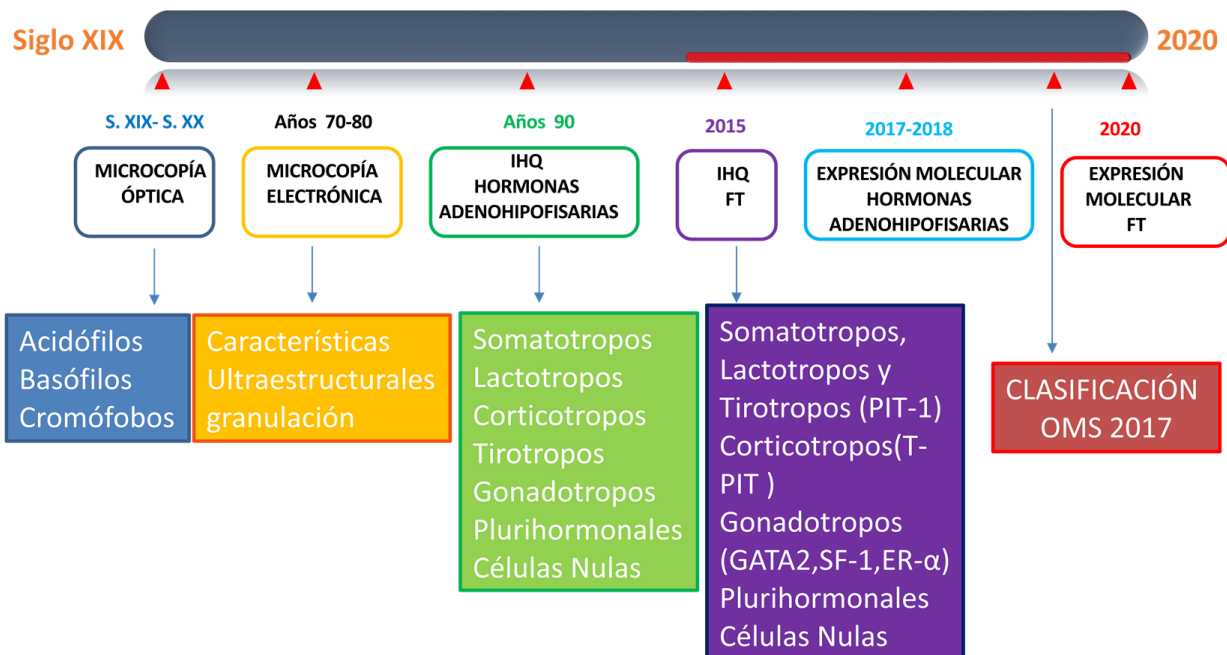 Siglo XIX
2020
S. XIX- S. XX
MICROCOPÍA
ÓPTICA
Años 70-80
MICROCOPÍA
ELECTRÓNICA
Años 90
IHQ
HORMONAS
ADENOHIPOFISARIAS
2015
IHQ
FT
2017-2018
EXPRESIÓN MOLECULAR
HORMONAS
ADENOHIPOFISARIAS
2020
EXPRESIÓN
MOLECULAR
FT
Acidófilos
Basófilos
Cromófobos
Características
Ultraestructurales
granulación
Somatotropos
Lactotropos
Corticotropos
Tirotropos
Gonadotropos
Plurihormonales
Células Nulas
Somatotropos,
Lactotropos y
Tirotropos (PIT-1)
Corticotropos(T-
PIT )
Gonadotropos
(GATA2,SF-1,ER-α)
Plurihormonales
Células Nulas
CLASIFICACIÓN
OMS 2017